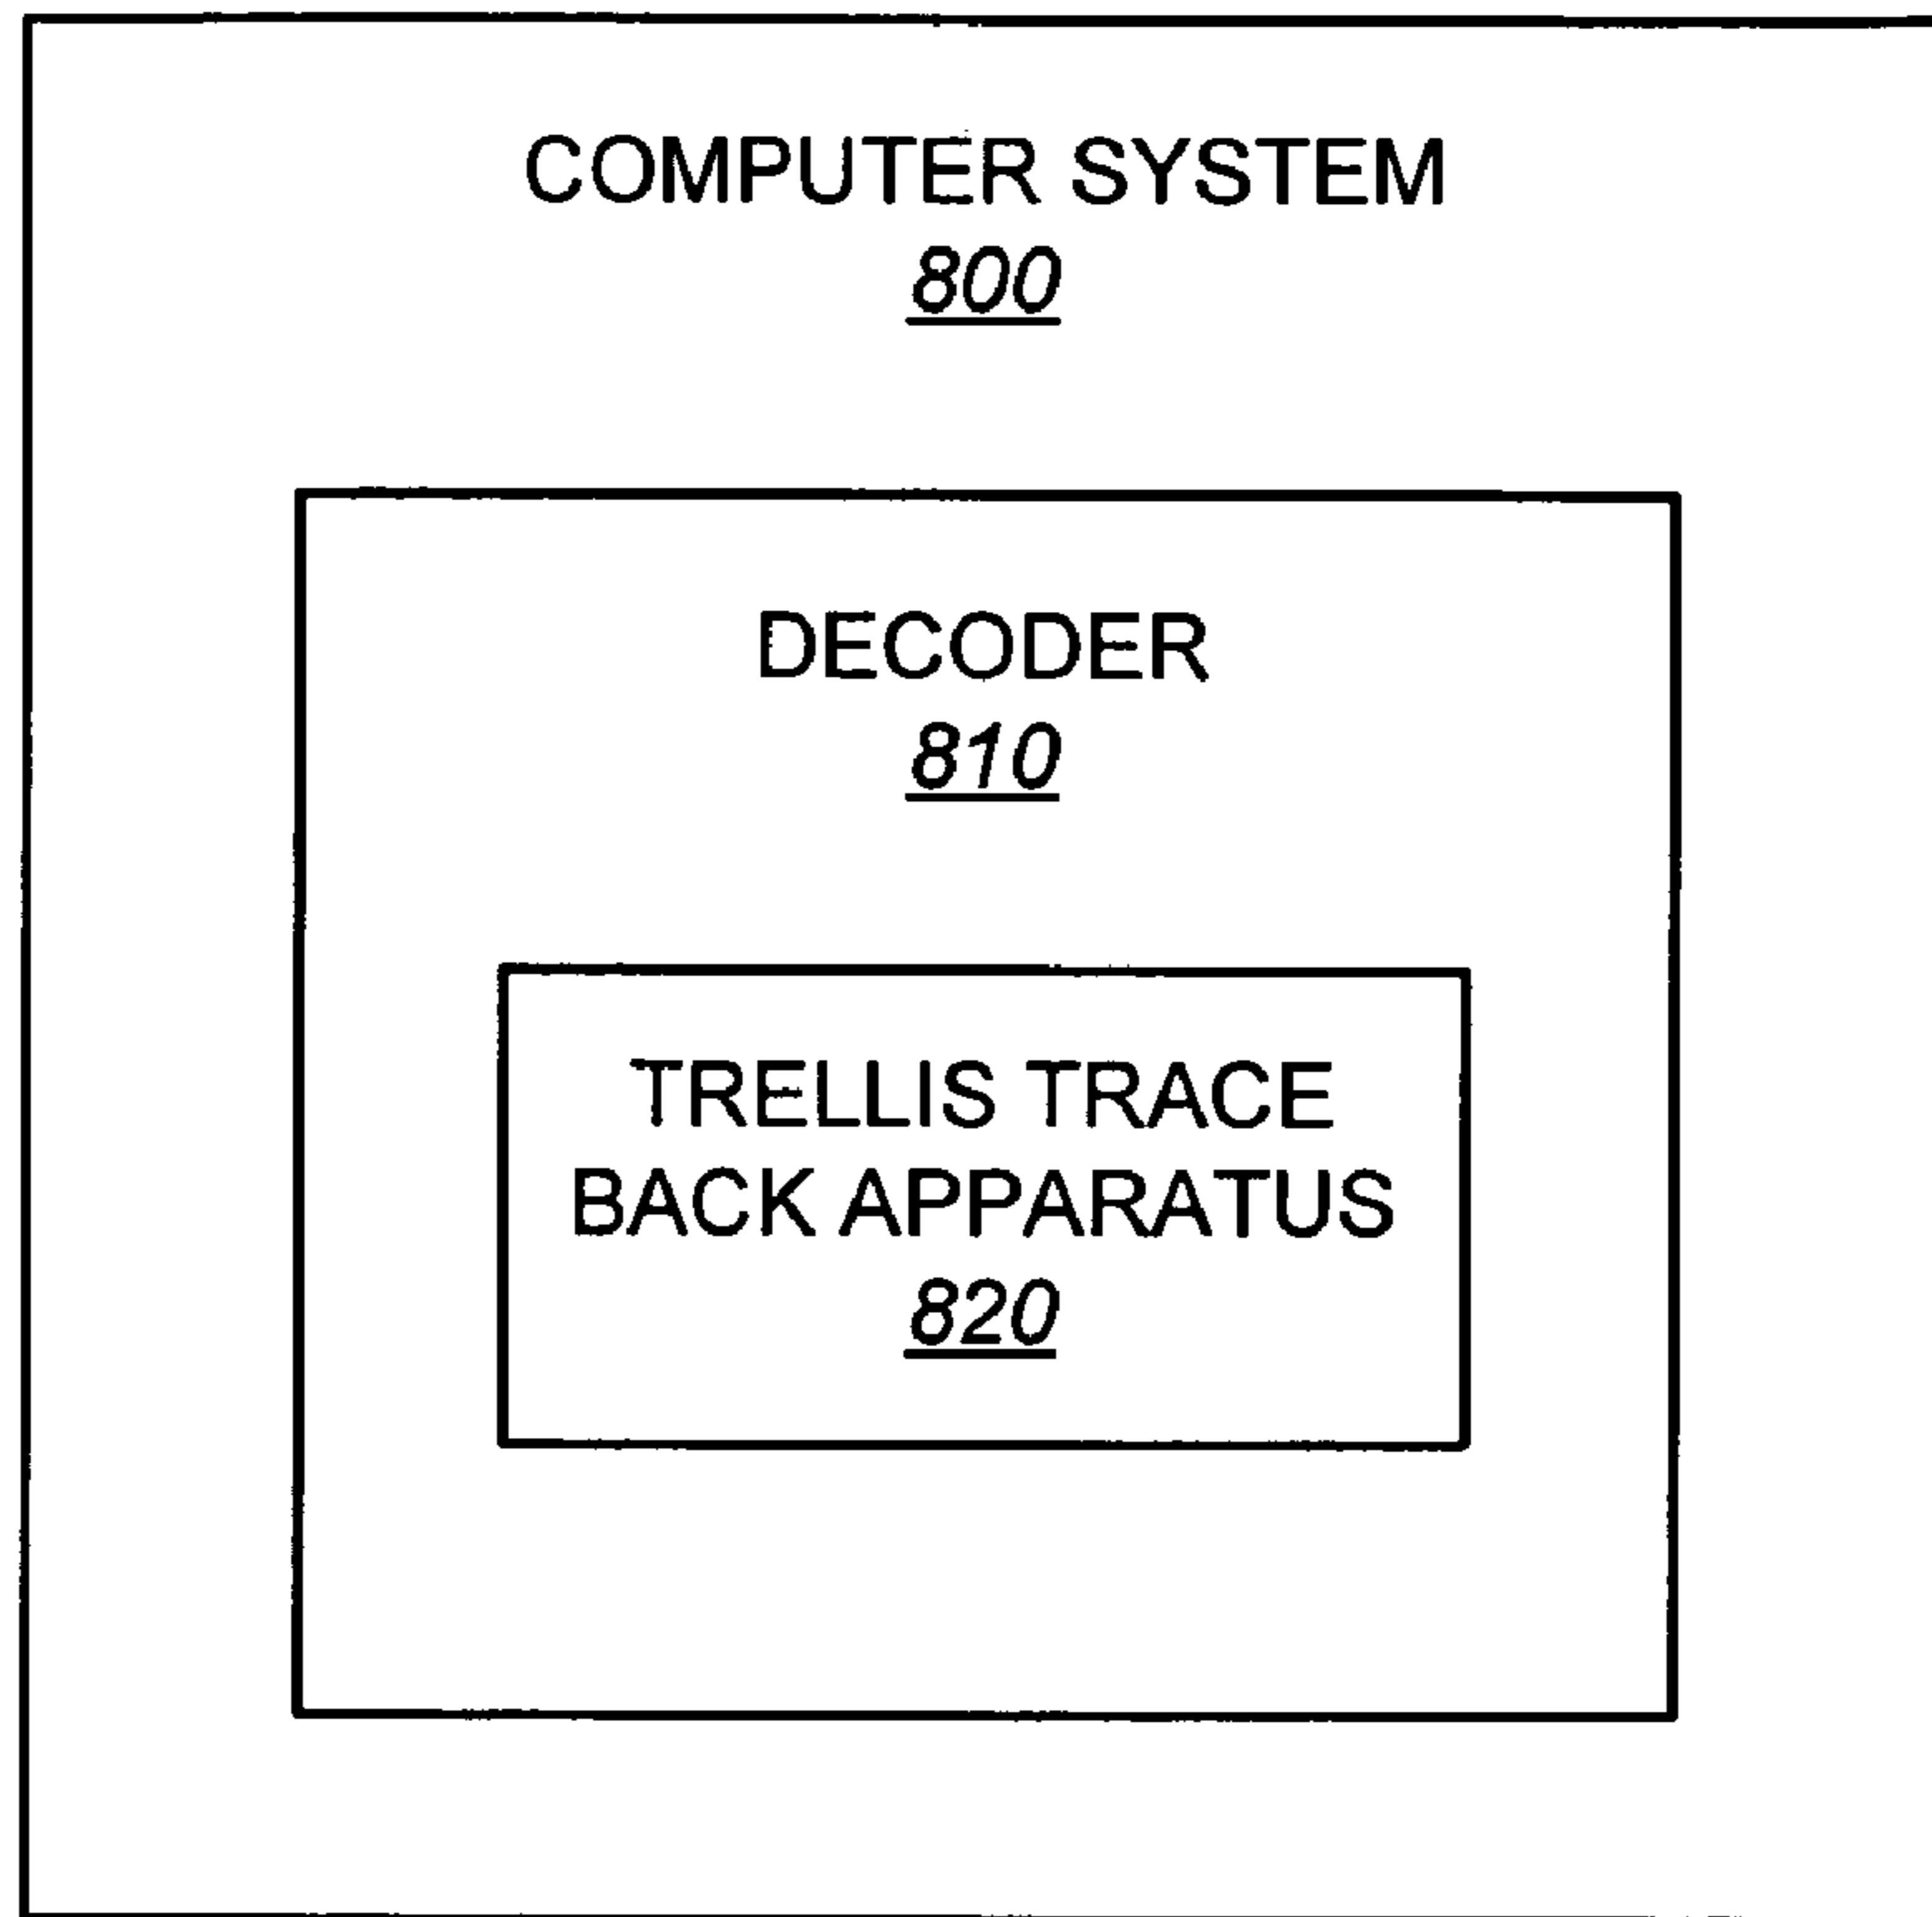 COMPUTER SYSTEM
800
DECODER
810
TRELLIS TRACE
BACK APPARATUS
820